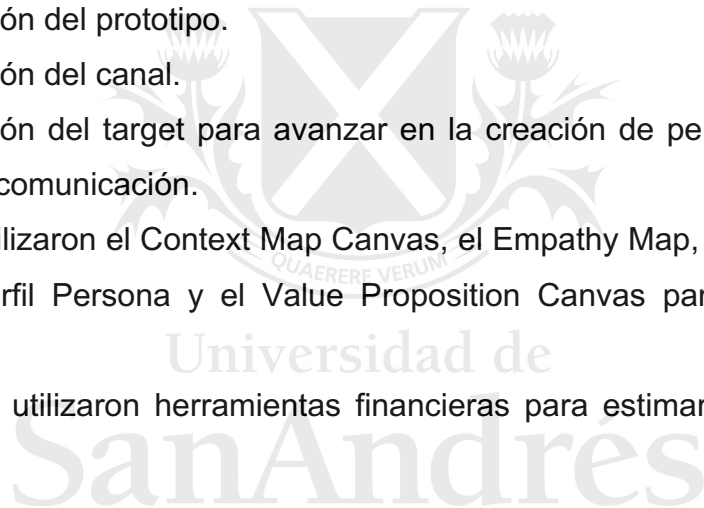 ón del prototipo.
ón del canal.
ón del target para avanzar en la creación de pe
comunicación.
ilizaron el Context Map Canvas, el Empathy Map,
QUAERERE VERUM
rfil Persona y el Value Proposition Canvas par
Universidad de
utilizaron herramientas financieras para estimar
SanAndrés